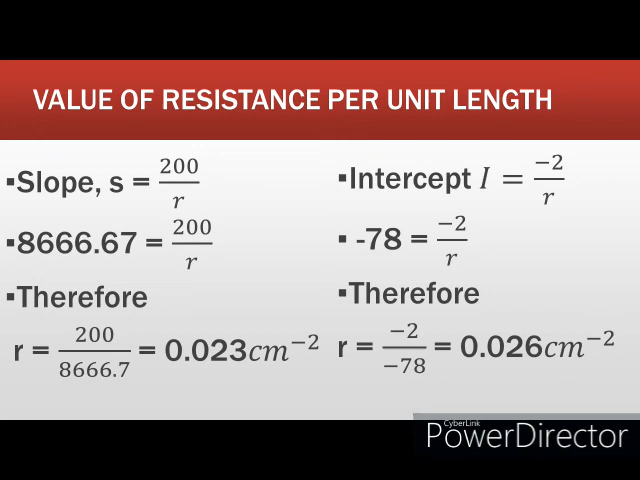 VALUE OF RESISTANCE PER UNIT LENGTH
▪Slope, s = 200/r
▪8666.67 = 200/r
▪Therefore
r = 200/8666.7 = 0.023cm⁻²
▪Intercept I = −2/r
▪ -78 = −2/r
▪Therefore
r = −2/−78 = 0.026cm⁻²
CyberLink
PowerDirector